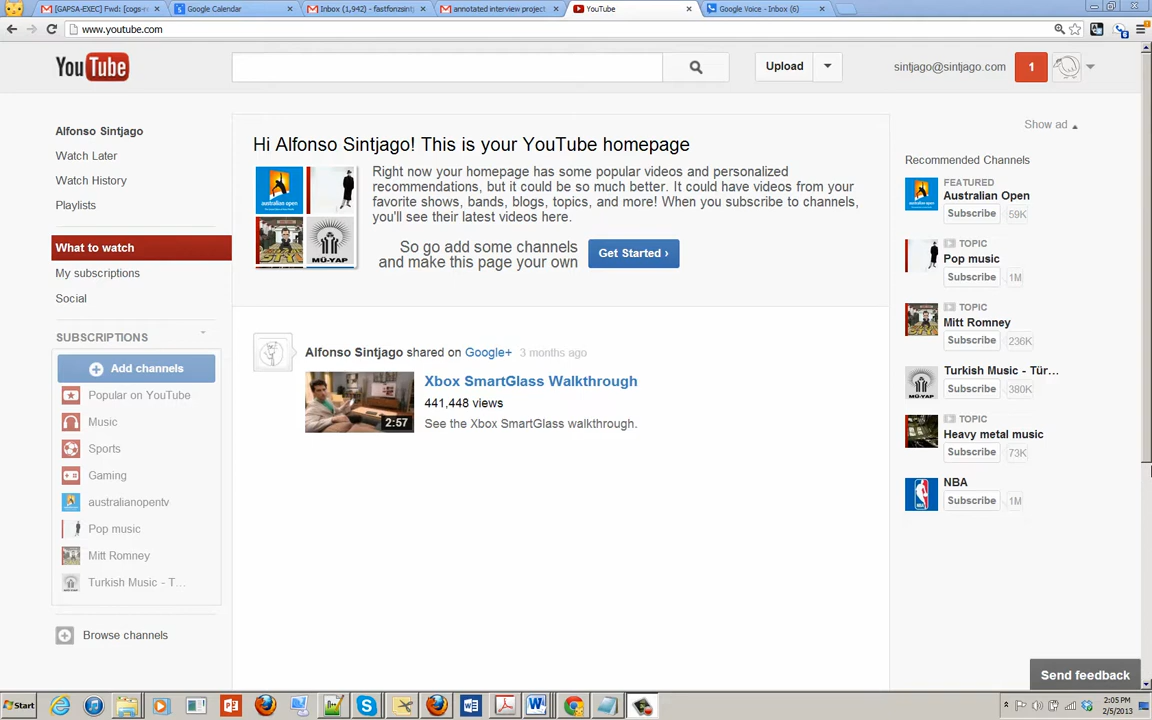 [GAPSA-EXEC] Fwd: [cogs-e
Google Calendar
Inbox (1,942) - fastfonzsint
annotated interview project
YouTube
Google Voice - Inbox (6)
www.youtube.com
YouTube
Upload
sintjago@sintjago.com
1
Alfonso Sintjago
Watch Later
Watch History
Playlists
What to watch
My subscriptions
Social
SUBSCRIPTIONS
Add channels
Popular on YouTube
Music
Sports
Gaming
australianopentv
Pop music
Mitt Romney
Turkish Music - T...
Browse channels
Hi Alfonso Sintjago! This is your YouTube homepage
Right now your homepage has some popular videos and personalized
recommendations, but it could be so much better. It could have videos from your
favorite shows, bands, blogs, topics, and more! When you subscribe to channels,
you'll see their latest videos here.
So go add some channels
and make this page your own
Get Started ›
MÜ-YAP
Alfonso Sintjago shared on Google+ 3 months ago
Xbox SmartGlass Walkthrough
441,448 views
See the Xbox SmartGlass walkthrough.
2:57
Show ad
Recommended Channels
FEATURED
Australian Open
Subscribe 59K
TOPIC
Pop music
Subscribe 1M
TOPIC
Mitt Romney
Subscribe 236K
Turkish Music - Tür...
Subscribe 380K
MÜ-YAP
TOPIC
Heavy metal music
Subscribe 73K
NBA
Subscribe 1M
Send feedback
Start
2:05 PM
2/5/2013